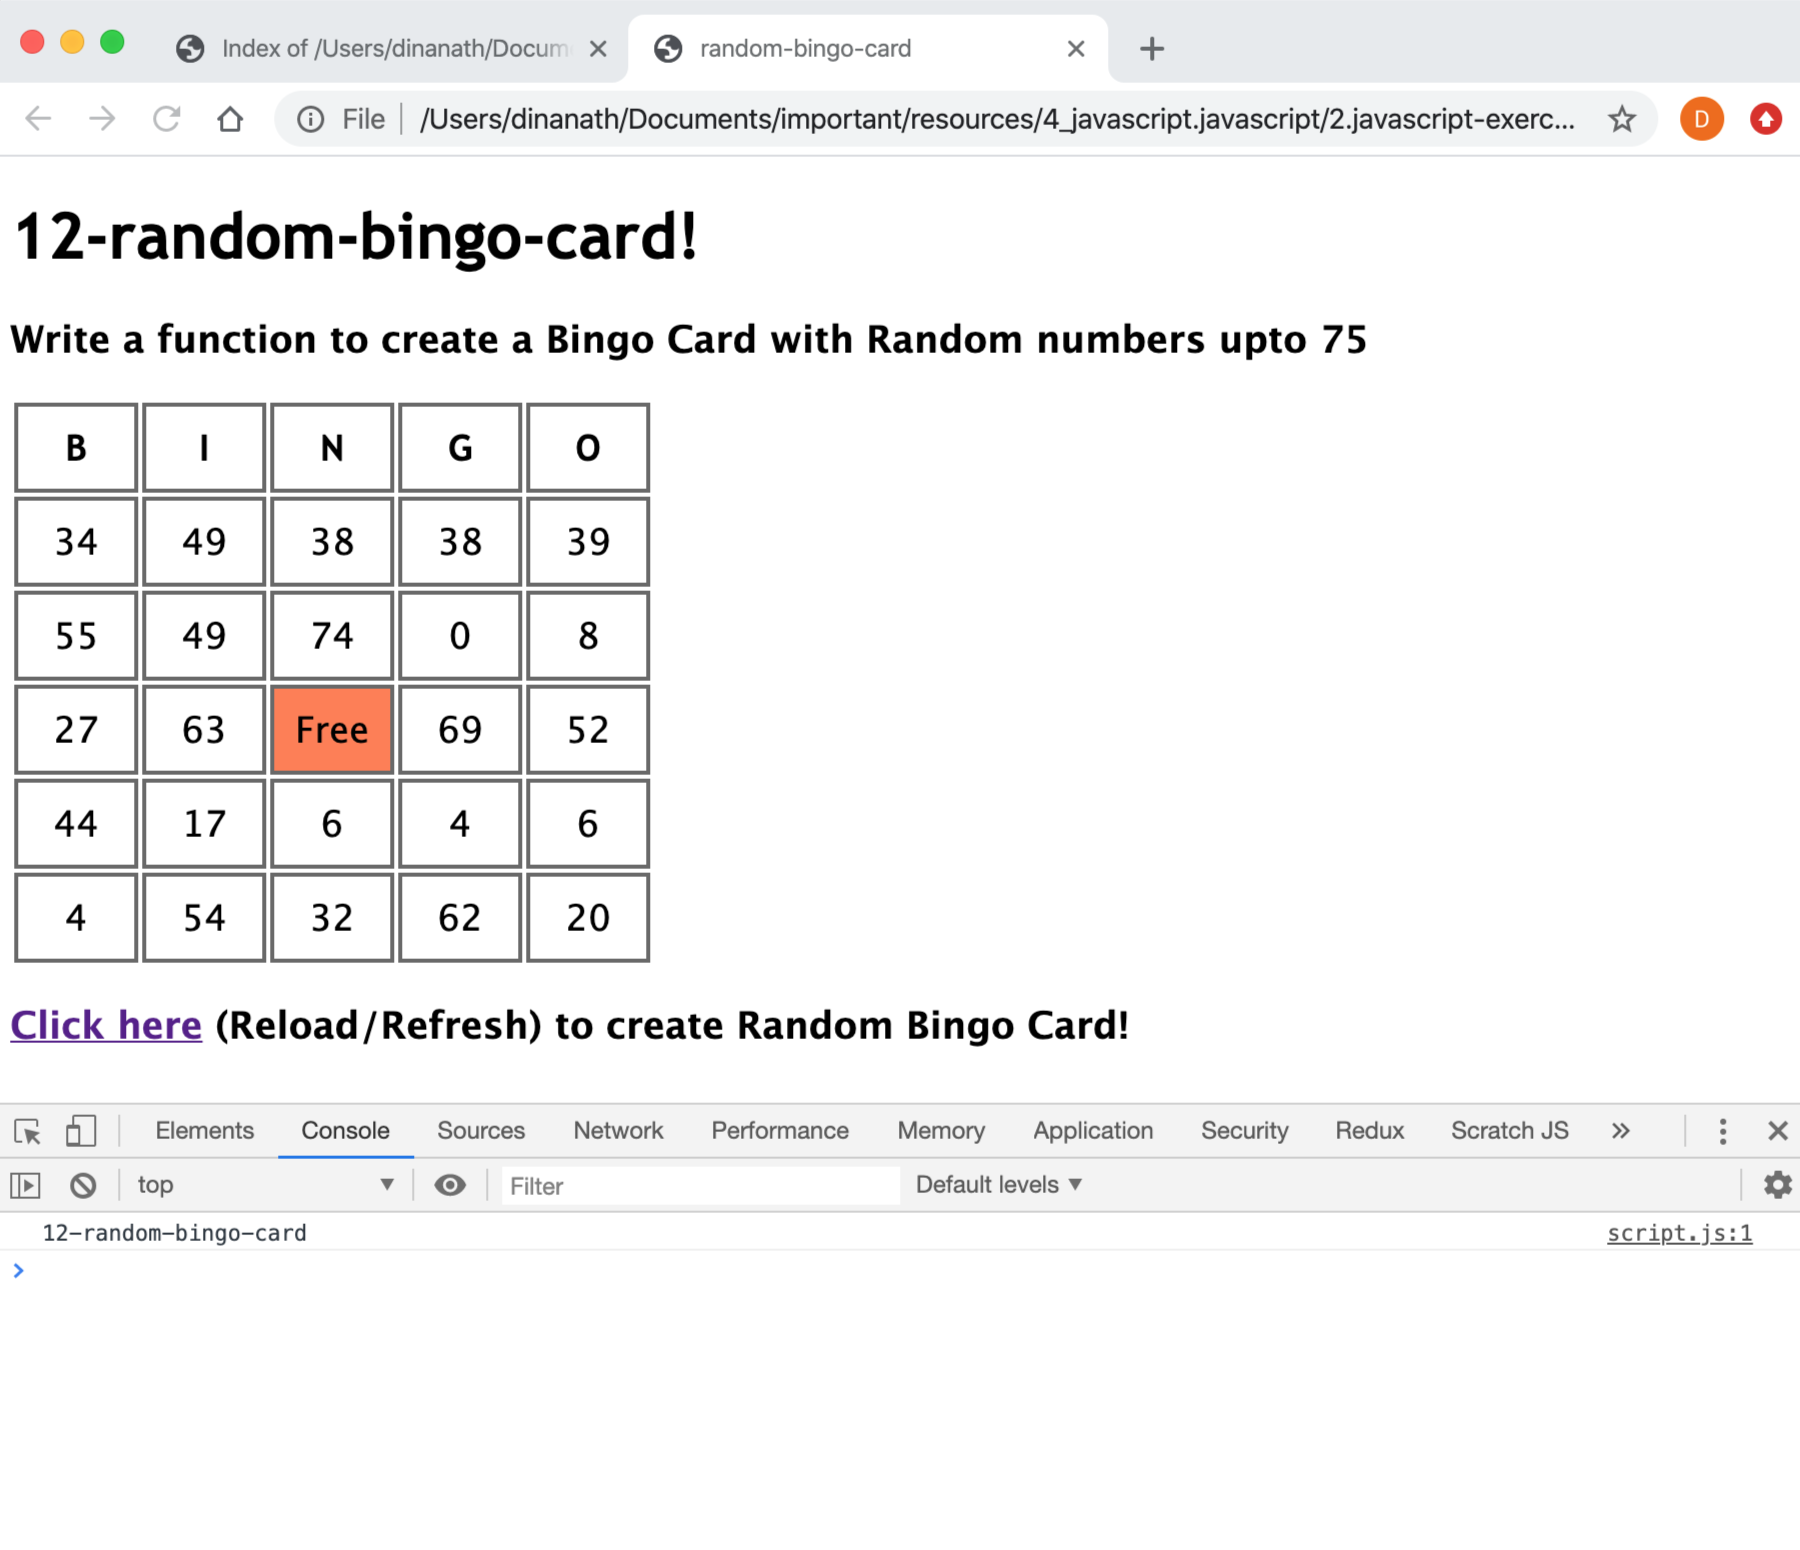 Index of /Users/dinanath/Docum
random-bingo-card
File /Users/dinanath/Documents/important/resources/4_javascript.javascript/2.javascript-exerc...
D
12-random-bingo-card!
Write a function to create a Bingo Card with Random numbers upto 75
B I N G O
34 49 38 38 39
55 49 74 0 8
27 63 Free 69 52
44 17 6 4 6
4 54 32 62 20
Click here (Reload/Refresh) to create Random Bingo Card!
Elements Console Sources Network Performance Memory Application Security Redux Scratch JS »
top Filter Default levels
12-random-bingo-card script.js:1